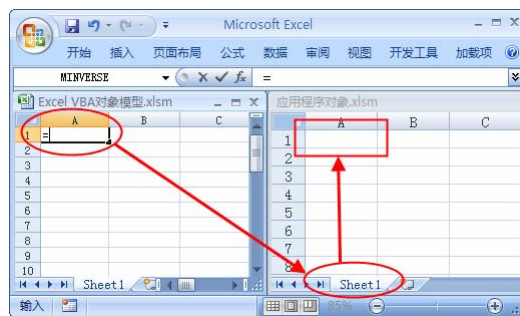 Microsoft Excel
开始 插入 页面布局 公式 数据 审阅 视图 开发工具 加载项
MINVERSE fx =
Excel VBA对象模型.xlsm
A B C
1 =
2
3
4
5
6
7
8
9
10
Sheet1
应用程序对象.xlsm
A B C
1
2
3
4
5
6
7
8
Sheet1
输入 85%